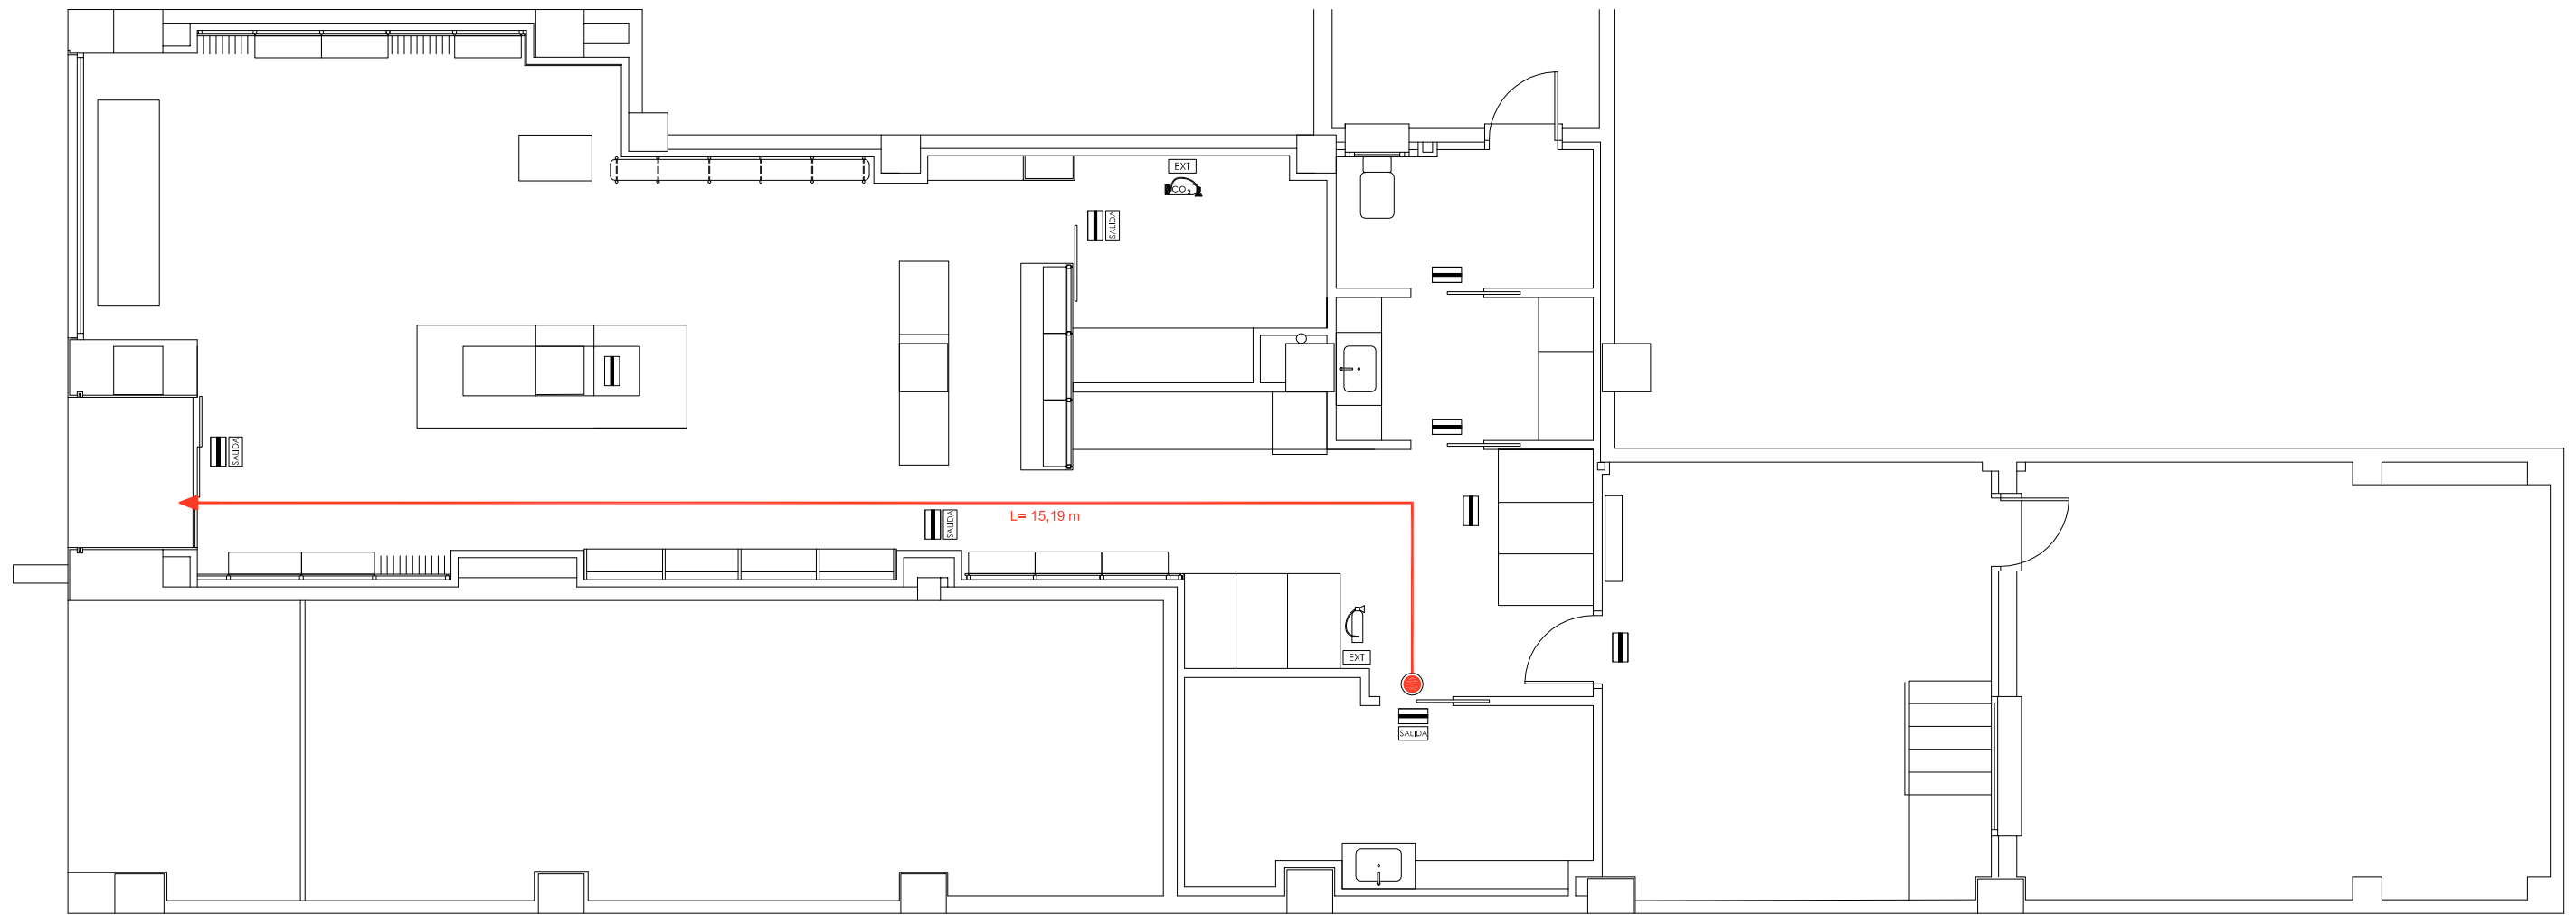 EXT
CO2
SALIDA
SALIDA
SALIDA
L= 15,19 m
EXT
SALIDA